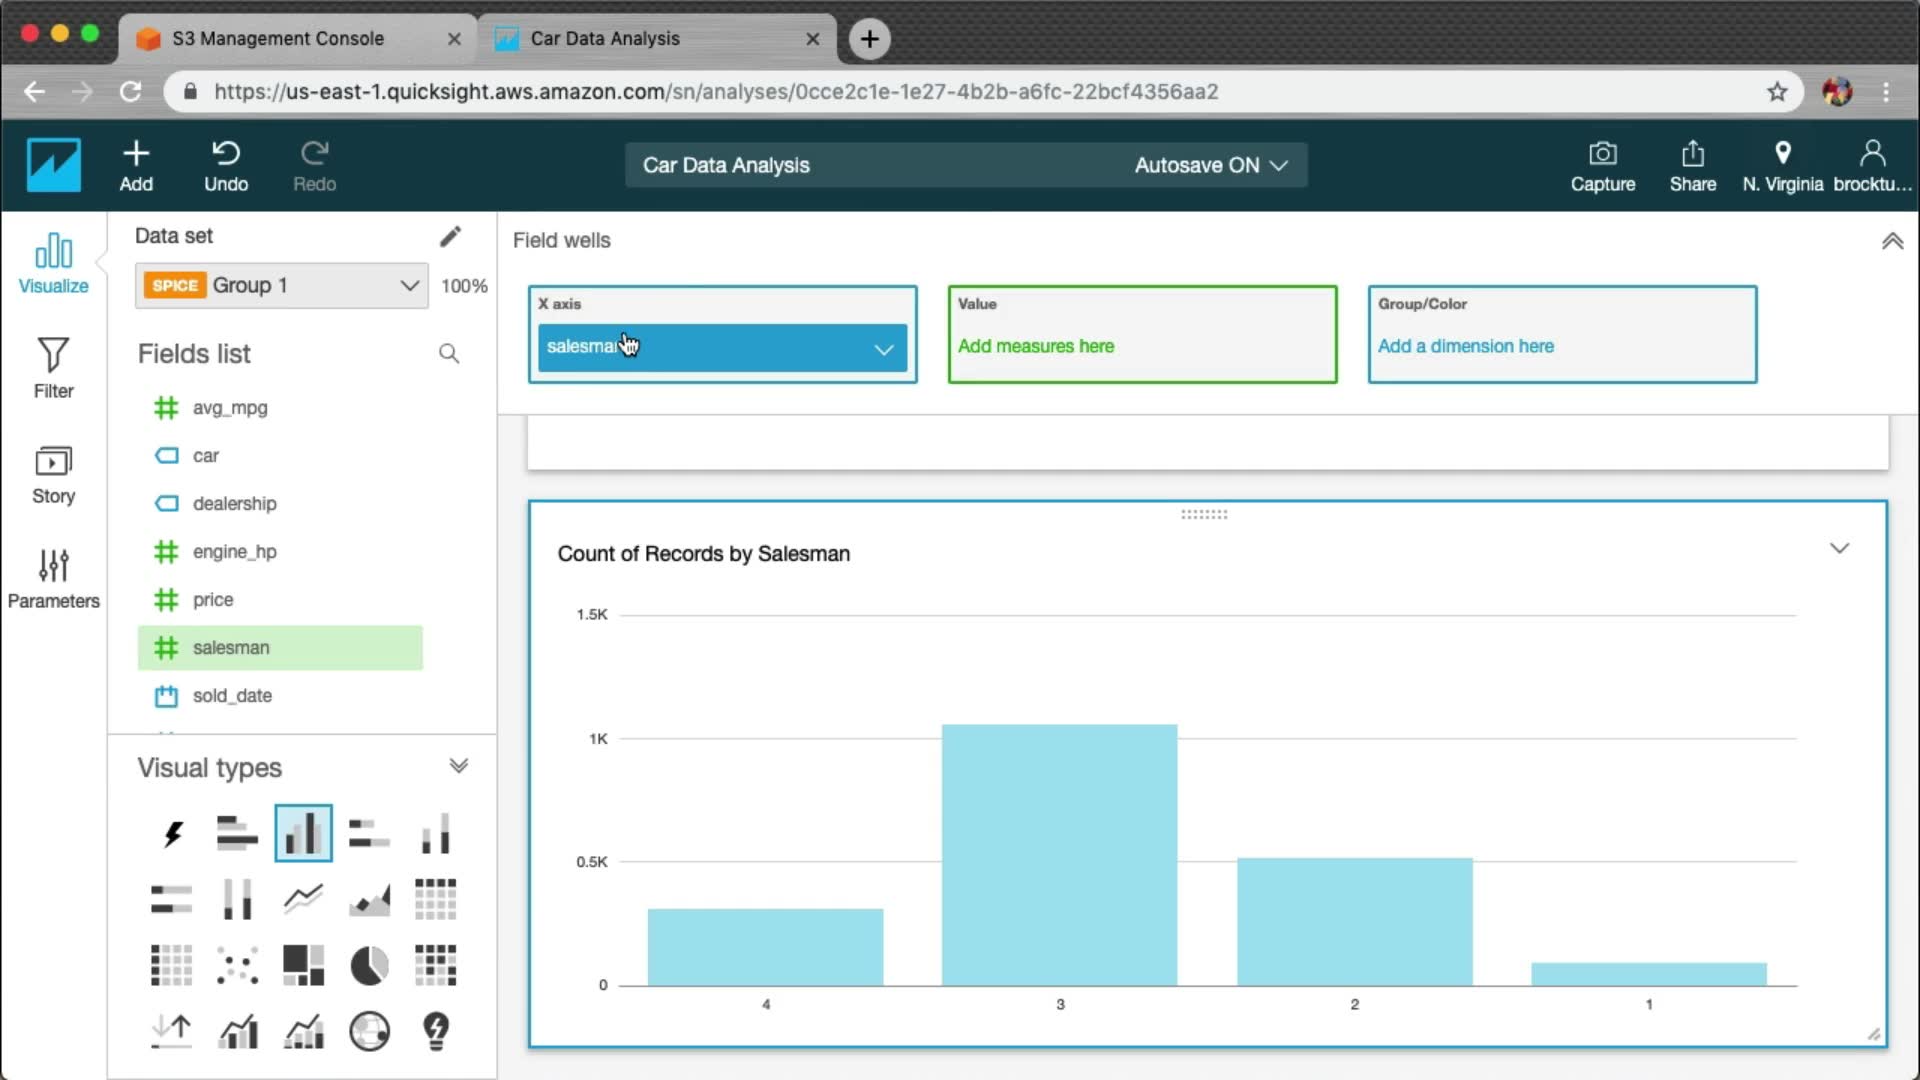 S3 Management Console
Car Data Analysis
https://us-east-1.quicksight.aws.amazon.com/sn/analyses/0cce2c1e-1e27-4b2b-a6fc-22bcf4356aa2
Add
Undo
Redo
Car Data Analysis
Autosave ON
Capture
Share
N. Virginia
brocktu...
Visualize
Filter
Story
Parameters
Data set
SPICE Group 1
100%
Fields list
avg_mpg
car
dealership
engine_hp
price
salesman
sold_date
Visual types
Field wells
X axis
salesman
Value
Add measures here
Group/Color
Add a dimension here
Count of Records by Salesman
1.5K
1K
0.5K
0
4
3
2
1